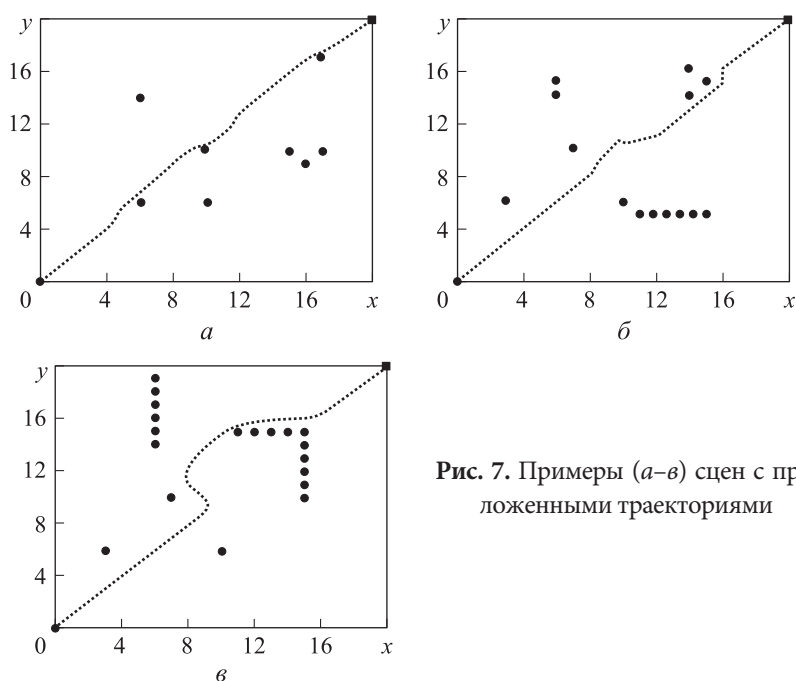 y
16
12
8
4
0 4 8 12 16 x
а
y
16
12
8
4
0 4 8 12 16 x
б
y
16
12
8
4
0 4 8 12 16 x
в
Рис. 7. Примеры (а–в) сцен с пр
ложенными траекториями